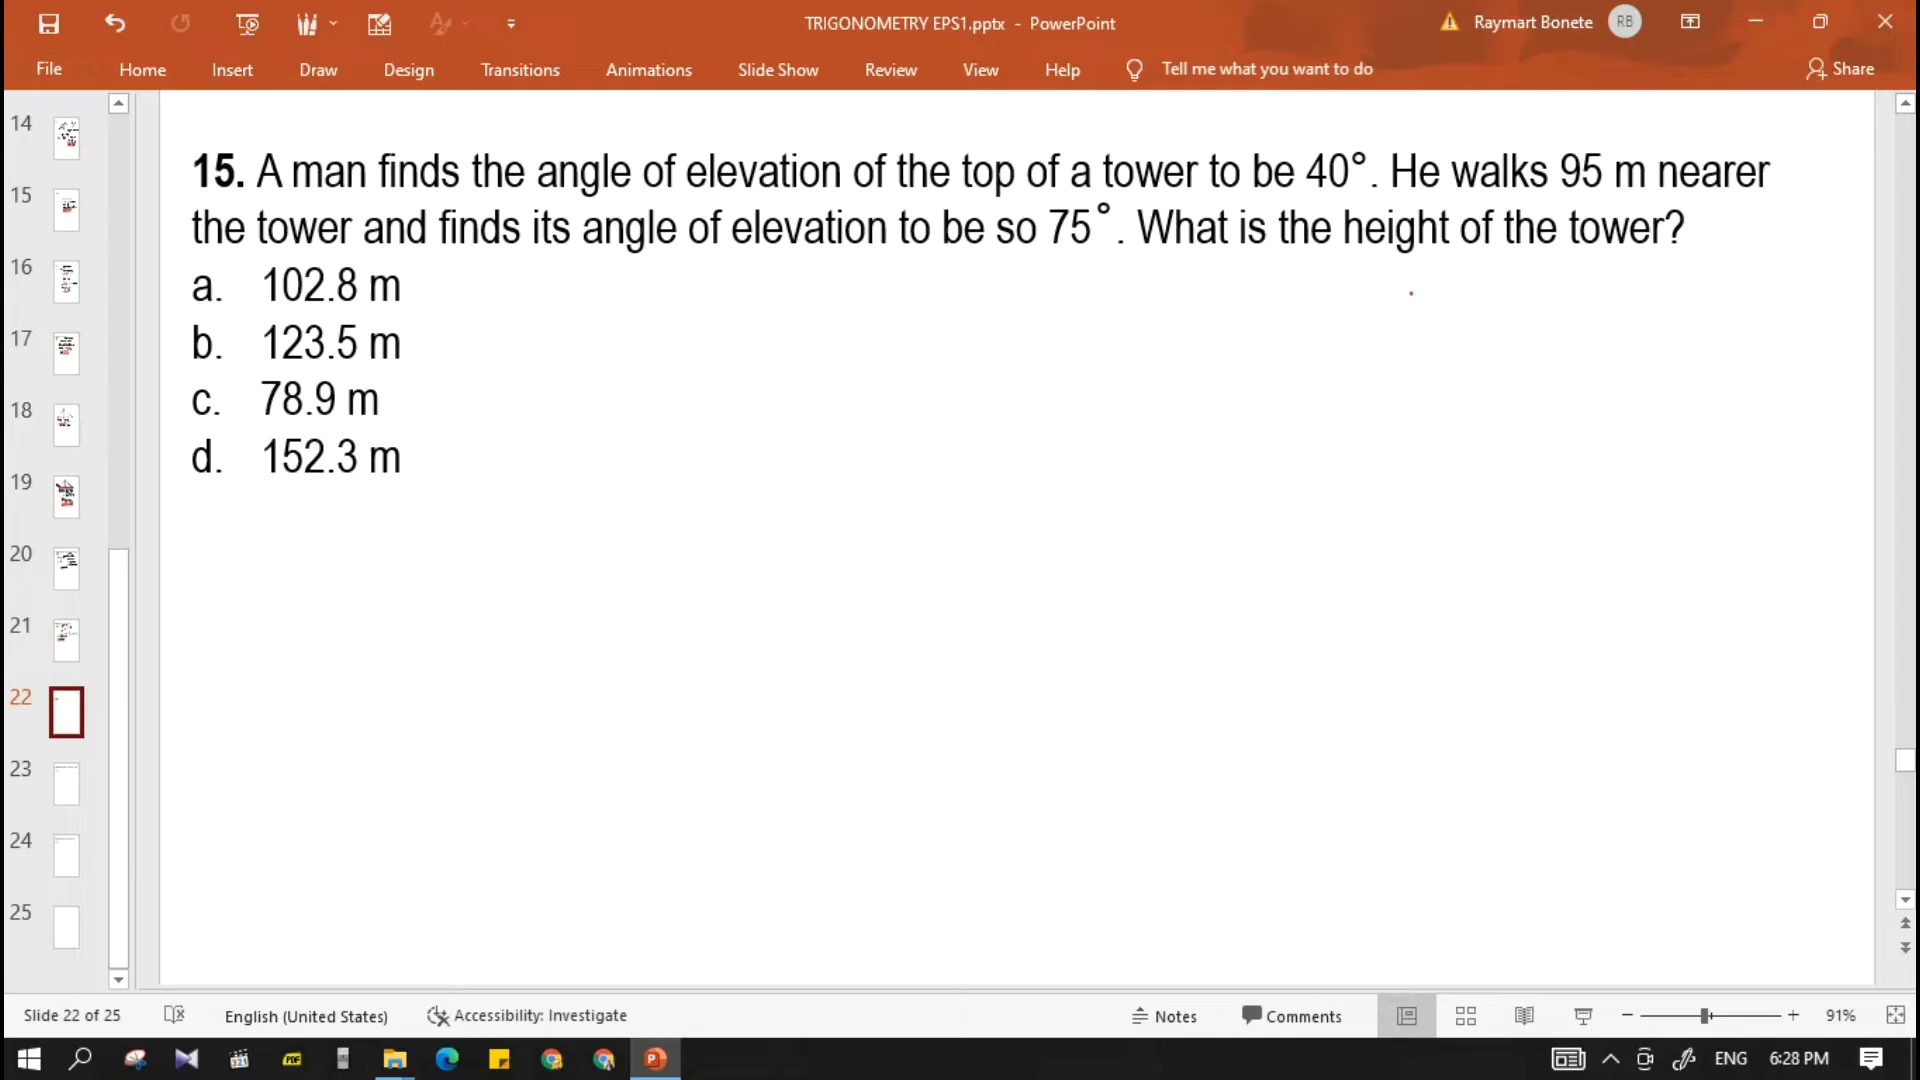 TRIGONOMETRY EPS1.pptx - PowerPoint
Raymart Bonete
RB
File
Home
Insert
Draw
Design
Transitions
Animations
Slide Show
Review
View
Help
Tell me what you want to do
Share
14
15
16
17
18
19
20
21
22
23
24
25
15. A man finds the angle of elevation of the top of a tower to be 40°. He walks 95 m nearer
the tower and finds its angle of elevation to be so 75°. What is the height of the tower?
a. 102.8 m
b. 123.5 m
c. 78.9 m
d. 152.3 m
Slide 22 of 25
English (United States)
Accessibility: Investigate
Notes
Comments
91%
ENG
6:28 PM